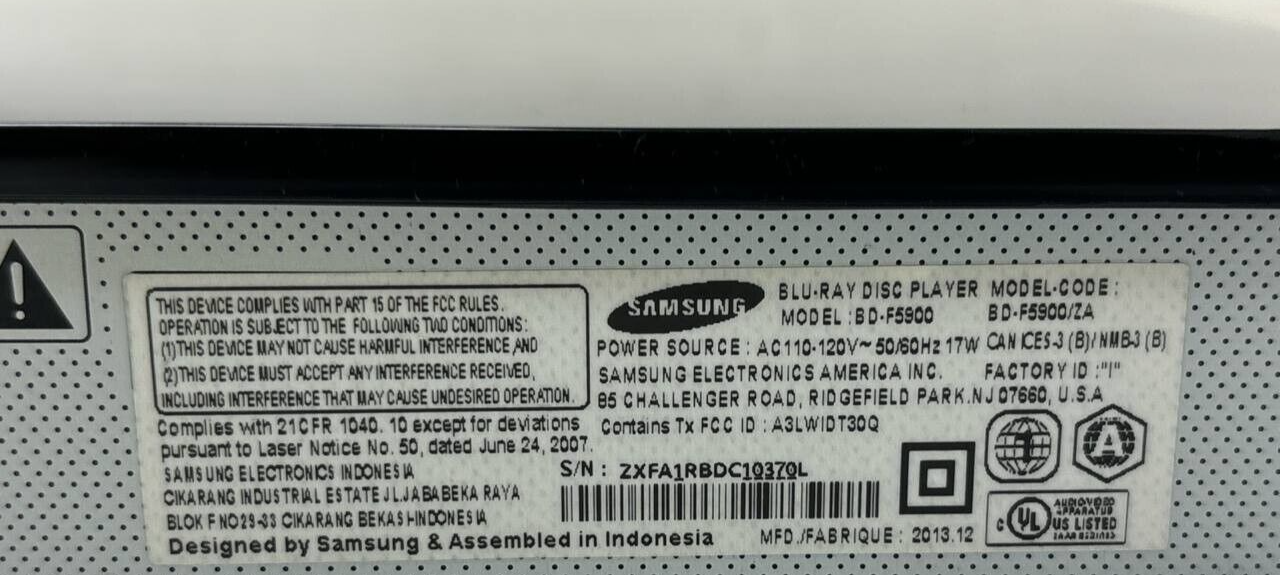 THIS DEVICE COMPLIES WITH PART 15 OF THE FCC RULES.
OPERATION IS SUBJECT TO THE FOLLOWING TWO CONDITIONS:
(1)THIS DEVICE MAY NOT CAUSE HARMFUL INTERFERENCE AND
(2)THIS DEVICE MUST ACCEPT ANY INTERFERENCE RECEIVED,
INCLUDING INTERFERENCE THAT MAY CAUSE UNDESIRED OPERATION.
Complies with 21CFR 1040. 10 except for deviations
pursuant to Laser Notice No. 50, dated June 24, 2007.
SAMSUNG ELECTRONICS INDONESIA
CIKARANG INDUSTRIAL ESTATE JL.JABABEKA RAYA
BLOK F NO29-33 CIKARANG BEKASI-INDONESIA
Designed by Samsung & Assembled in Indonesia
SAMSUNG
BLU-RAY DISC PLAYER MODEL-CODE :
MODEL : BD-F5900 BD-F5900/ZA
POWER SOURCE : AC110-120V~ 50/60Hz 17W CAN ICES-3 (B)/ NMB-3 (B)
SAMSUNG ELECTRONICS AMERICA INC. FACTORY ID :"I"
85 CHALLENGER ROAD, RIDGEFIELD PARK.NJ 07660, U.S.A
Contains Tx FCC ID : A3LWIDT30Q
S/N : ZXFA1RBDC10370L
MFD./FABRIQUE : 2013.12
A
c UL US LISTED
AUDIO/VIDEO
APPARATUS